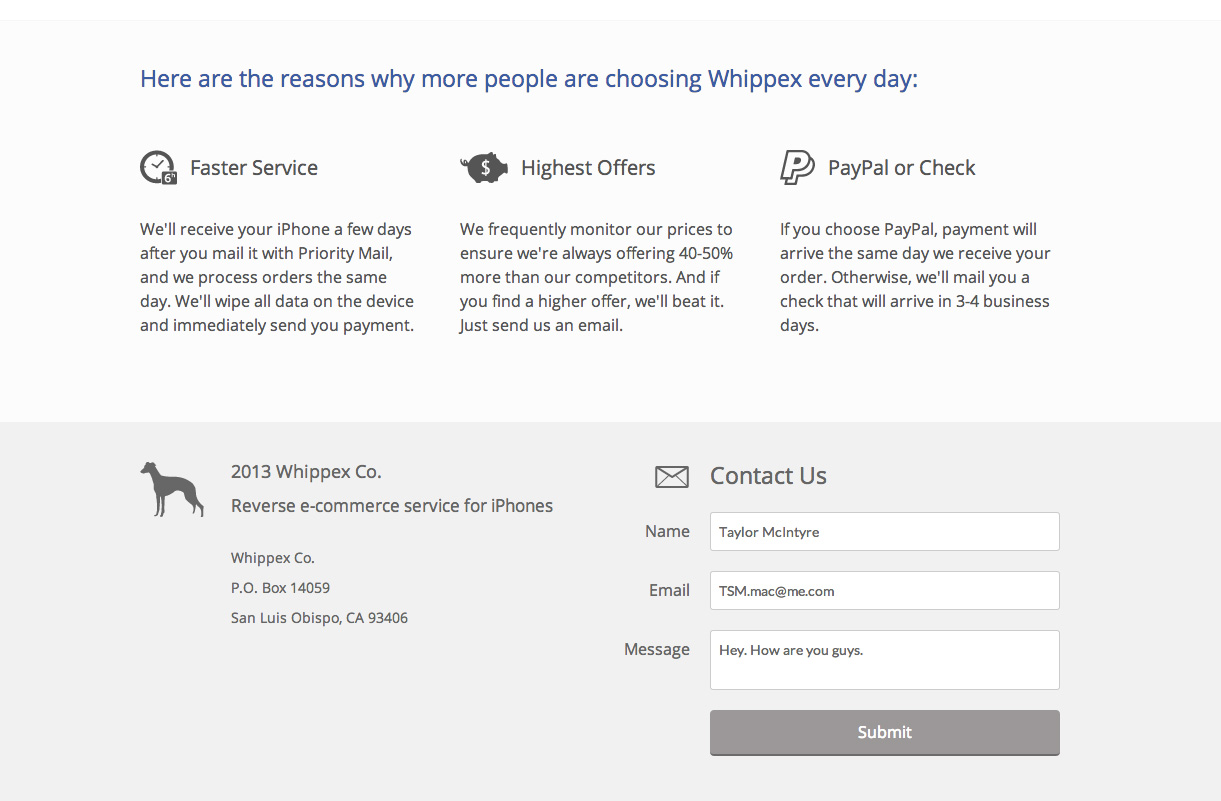 Here are the reasons why more people are choosing Whippex every day:
6h
Faster Service
We'll receive your iPhone a few days
after you mail it with Priority Mail,
and we process orders the same
day. We'll wipe all data on the device
and immediately send you payment.
$
Highest Offers
We frequently monitor our prices to
ensure we're always offering 40-50%
more than our competitors. And if
you find a higher offer, we'll beat it.
Just send us an email.
PayPal or Check
If you choose PayPal, payment will
arrive the same day we receive your
order. Otherwise, we'll mail you a
check that will arrive in 3-4 business
days.
2013 Whippex Co.
Reverse e-commerce service for iPhones
Whippex Co.
P.O. Box 14059
San Luis Obispo, CA 93406
Contact Us
Name
Taylor McIntyre
Email
TSM.mac@me.com
Message
Hey. How are you guys.
Submit